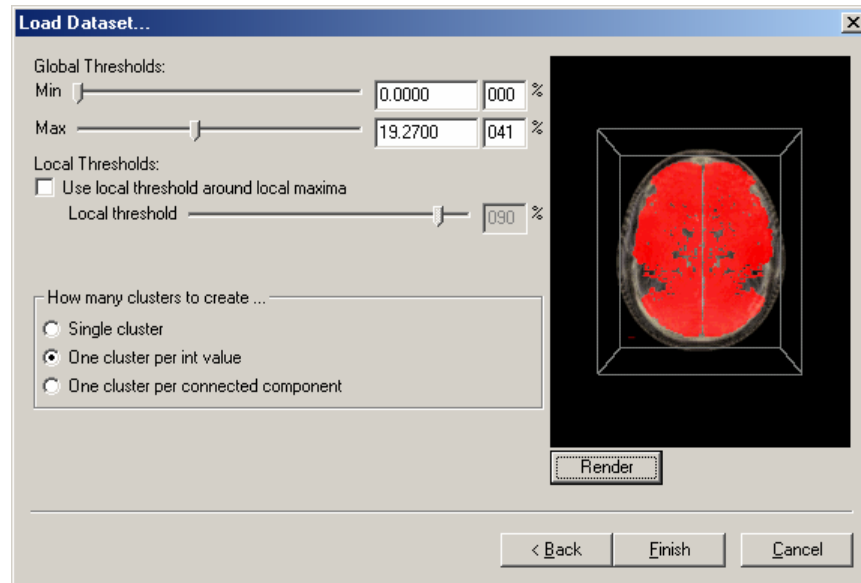 Load Dataset...
Global Thresholds:
Min 0.0000 000 %
Max 19.2700 041 %
Local Thresholds:
Use local threshold around local maxima
Local threshold 090 %
How many clusters to create ...
Single cluster
One cluster per int value
One cluster per connected component
Render
< Back Finish Cancel